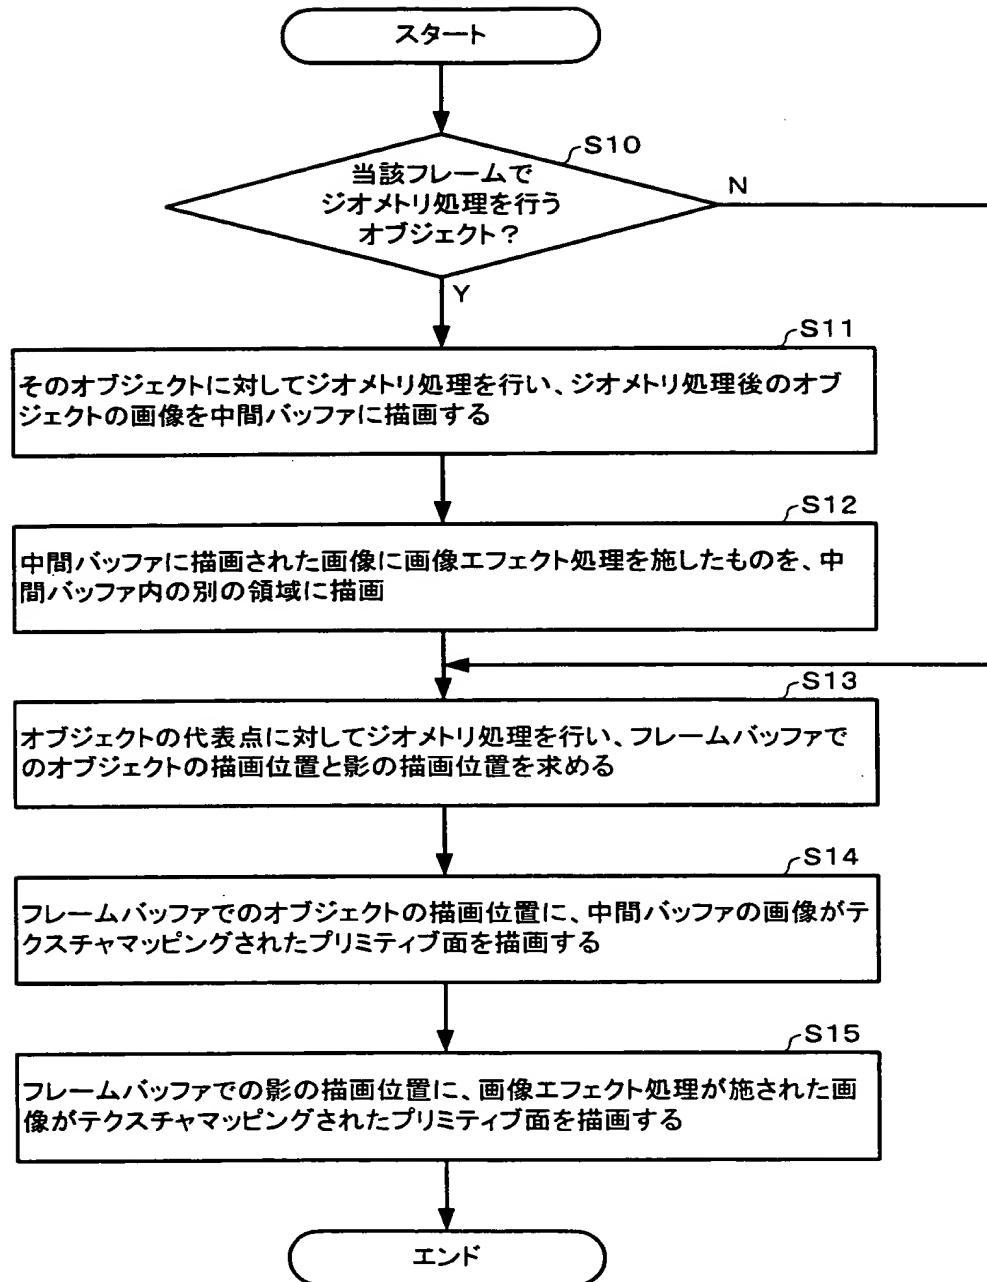 スタート
S10
当該フレームで
ジオメトリ処理を行う
オブジェクト?
N
Y
S11
そのオブジェクトに対してジオメトリ処理を行い、ジオメトリ処理後のオブ
ジェクトの画像を中間バッファに描画する
S12
中間バッファに描画された画像に画像エフェクト処理を施したものを、中
間バッファ内の別の領域に描画
S13
オブジェクトの代表点に対してジオメトリ処理を行い、フレームバッファで
のオブジェクトの描画位置と影の描画位置を求める
S14
フレームバッファでのオブジェクトの描画位置に、中間バッファの画像がテ
クスチャマッピングされたプリミティブ面を描画する
S15
フレームバッファでの影の描画位置に、画像エフェクト処理が施された画
像がテクスチャマッピングされたプリミティブ面を描画する
エンド